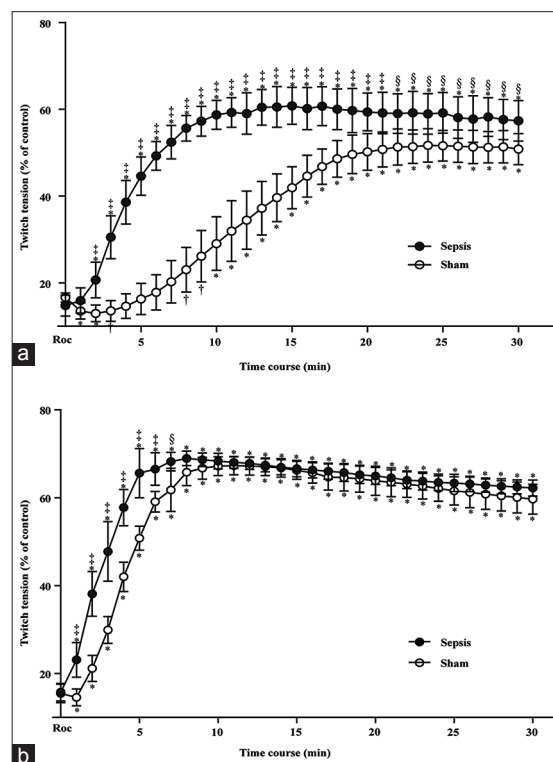 80
60
40
20
Twitch tension (% of control)
Sepsis
Sham
Roc 5 10 15 20 25 30
Time course (min)
a
80
60
40
20
Twitch tension (% of control)
Sepsis
Sham
Roc 5 10 15 20 25 30
Time course (min)
b